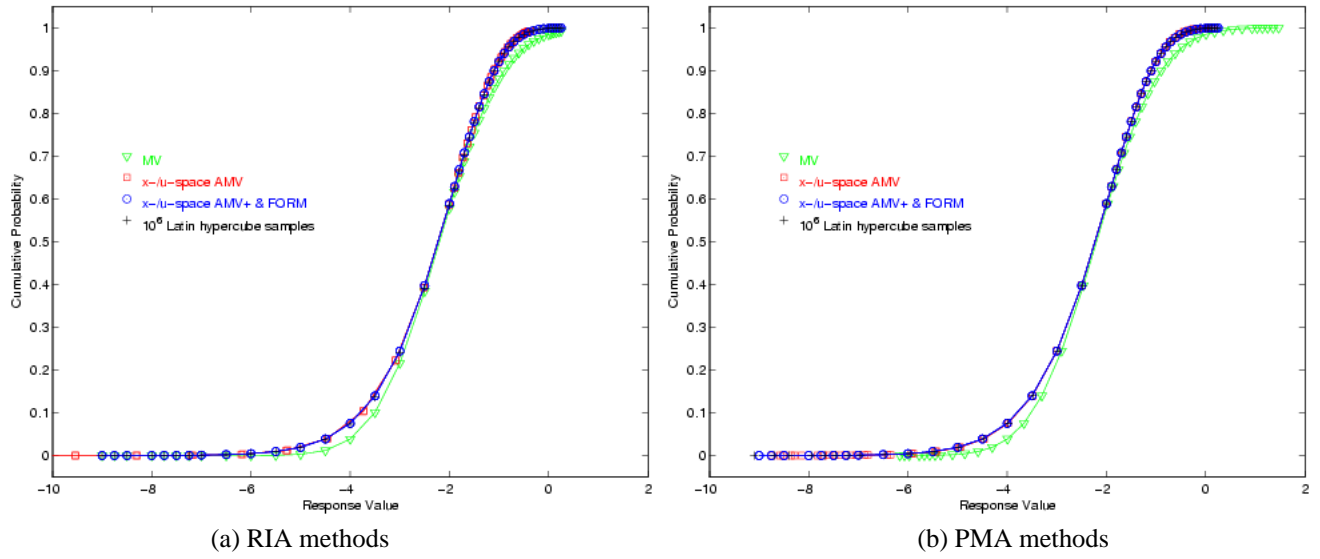 1
0.9
0.8
0.7
0.6
0.5
0.4
0.3
0.2
0.1
0
Cumulative Probability
MV
x-/u-space AMV
x-/u-space AMV+ & FORM
10⁶ Latin hypercube samples
−10 −8 −6 −4 −2 0 2
Response Value
(a) RIA methods
1
0.9
0.8
0.7
0.6
0.5
0.4
0.3
0.2
0.1
0
Cumulative Probability
MV
x-/u-space AMV
x-/u-space AMV+ & FORM
10⁶ Latin hypercube samples
−10 −8 −6 −4 −2 0 2
Response Value
(b) PMA methods